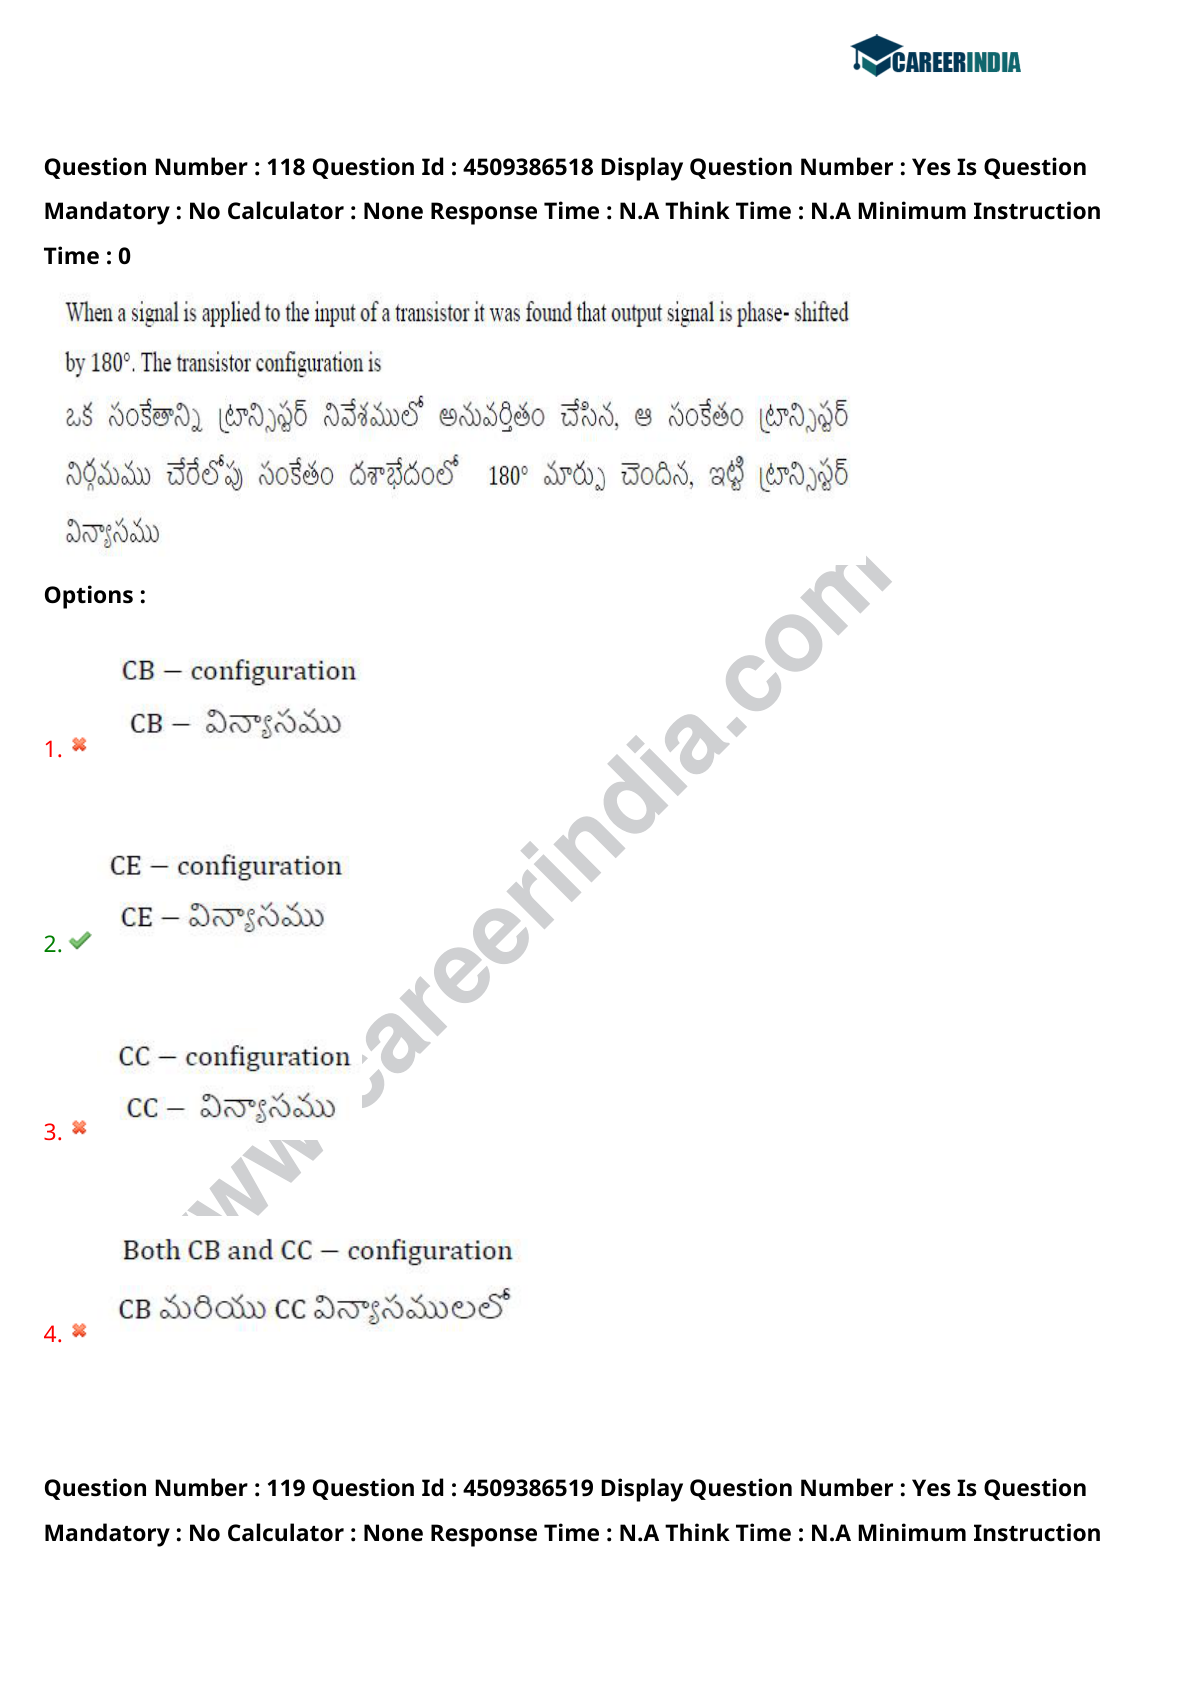 CAREERINDIA
Question Number : 118 Question Id : 4509386518 Display Question Number : Yes Is Question
Mandatory : No Calculator : None Response Time : N.A Think Time : N.A Minimum Instruction
Time : 0
When a signal is applied to the input of a transistor it was found that output signal is phase- shifted
by 180°. The transistor configuration is
ఒక సంకేతాన్ని ట్రాన్సిస్టర్ నివేశములో అనువర్తితం చేసిన, ఆ సంకేతం ట్రాన్సిస్టర్
నిర్గమము చేరేలోపు సంకేతం దశాభేదంలో 180° మార్పు చెందిన, ఇట్టి ట్రాన్సిస్టర్
విన్యాసము
Options :
CB – configuration
CB – విన్యాసము
1.
CE – configuration
CE – విన్యాసము
2.
CC – configuration
CC – విన్యాసము
3.
Both CB and CC – configuration
CB మరియు CC విన్యాసములలో
4.
Question Number : 119 Question Id : 4509386519 Display Question Number : Yes Is Question
Mandatory : No Calculator : None Response Time : N.A Think Time : N.A Minimum Instruction
www.careerindia.com